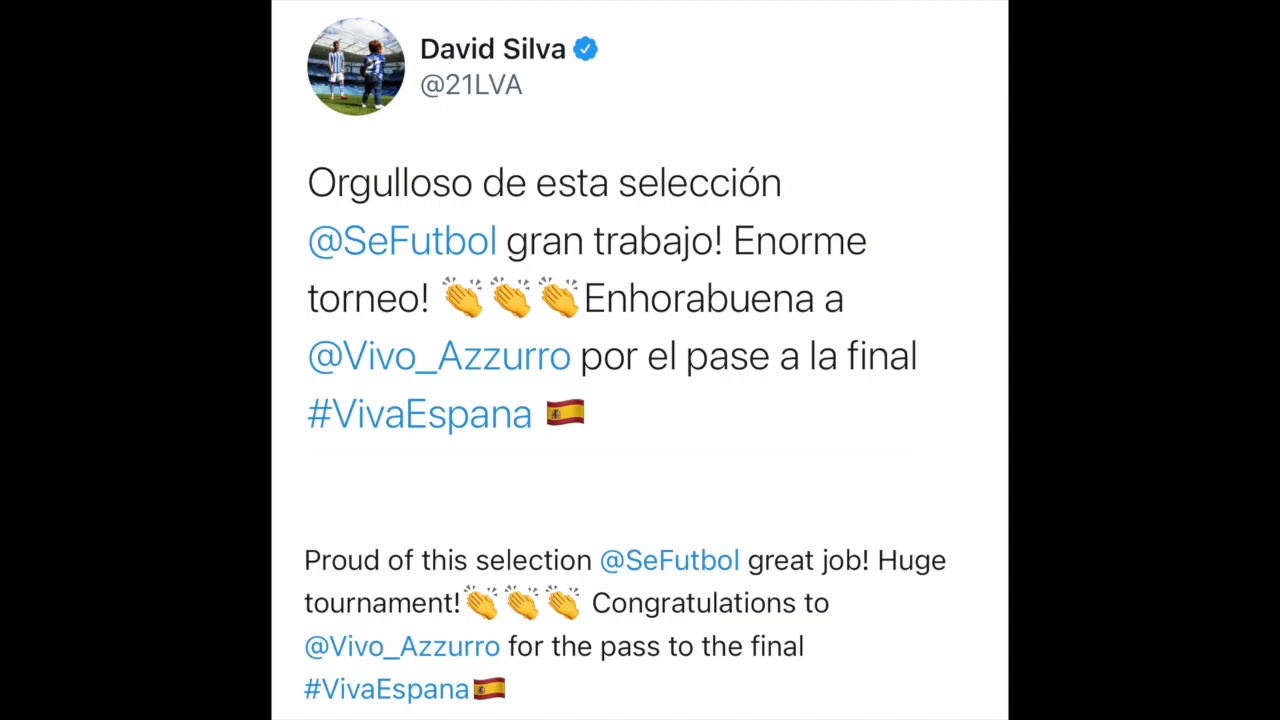 David Silva
@21LVA
Orgulloso de esta selección
@SeFutbol gran trabajo! Enorme
torneo! 👏👏👏Enhorabuena a
@Vivo_Azzurro por el pase a la final
#VivaEspana 🇪🇸
Proud of this selection @SeFutbol great job! Huge
tournament!👏👏👏 Congratulations to
@Vivo_Azzurro for the pass to the final
#VivaEspana🇪🇸